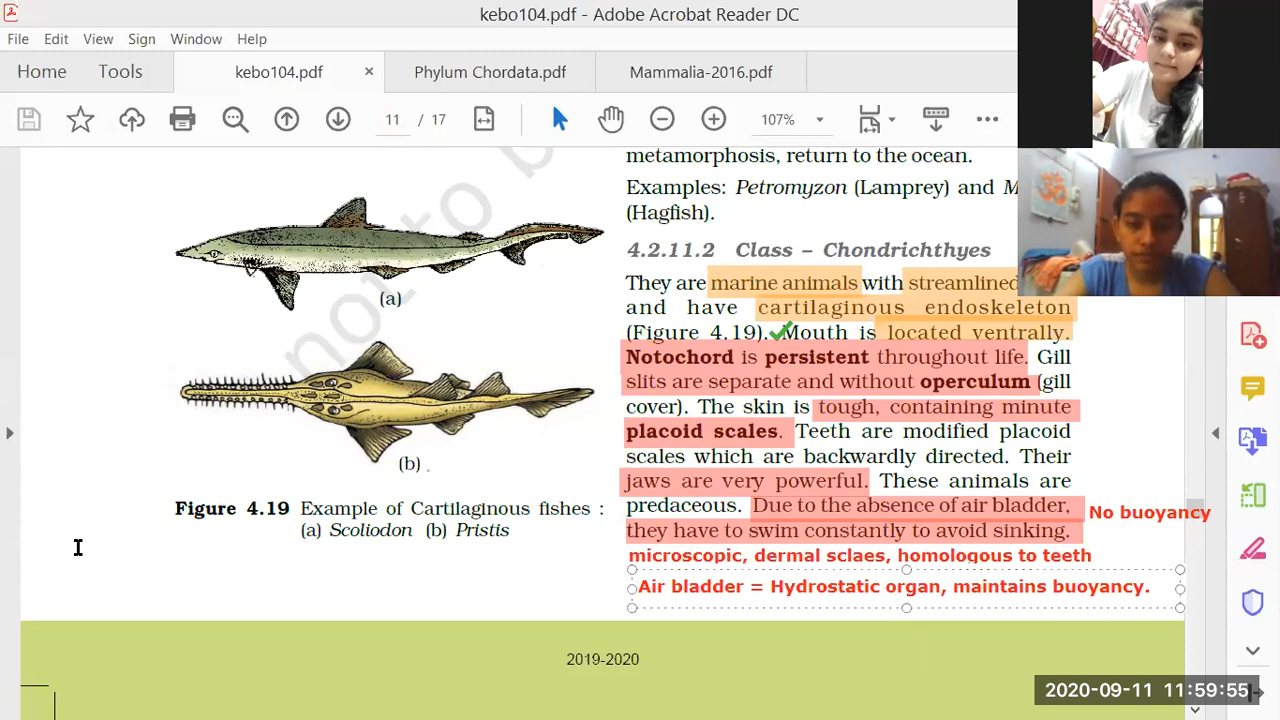 kebo104.pdf - Adobe Acrobat Reader DC
File Edit View Sign Window Help
Home Tools kebo104.pdf × Phylum Chordata.pdf Mammalia-2016.pdf
11 / 17 107%
not to b
metamorphosis, return to the ocean.
Examples: Petromyzon (Lamprey) and M
(Hagfish).
4.2.11.2 Class – Chondrichthyes
They are marine animals with streamlined
and have cartilaginous endoskeleton
(Figure 4.19). Mouth is located ventrally.
Notochord is persistent throughout life. Gill
slits are separate and without operculum (gill
cover). The skin is tough, containing minute
placoid scales. Teeth are modified placoid
scales which are backwardly directed. Their
jaws are very powerful. These animals are
predaceous. Due to the absence of air bladder,
they have to swim constantly to avoid sinking.
No buoyancy
microscopic, dermal sclaes, homologous to teeth
Air bladder = Hydrostatic organ, maintains buoyancy.
(a)
(b) .
Figure 4.19 Example of Cartilaginous fishes :
(a) Scoliodon (b) Pristis
2019-2020
2020-09-11 11:59:55